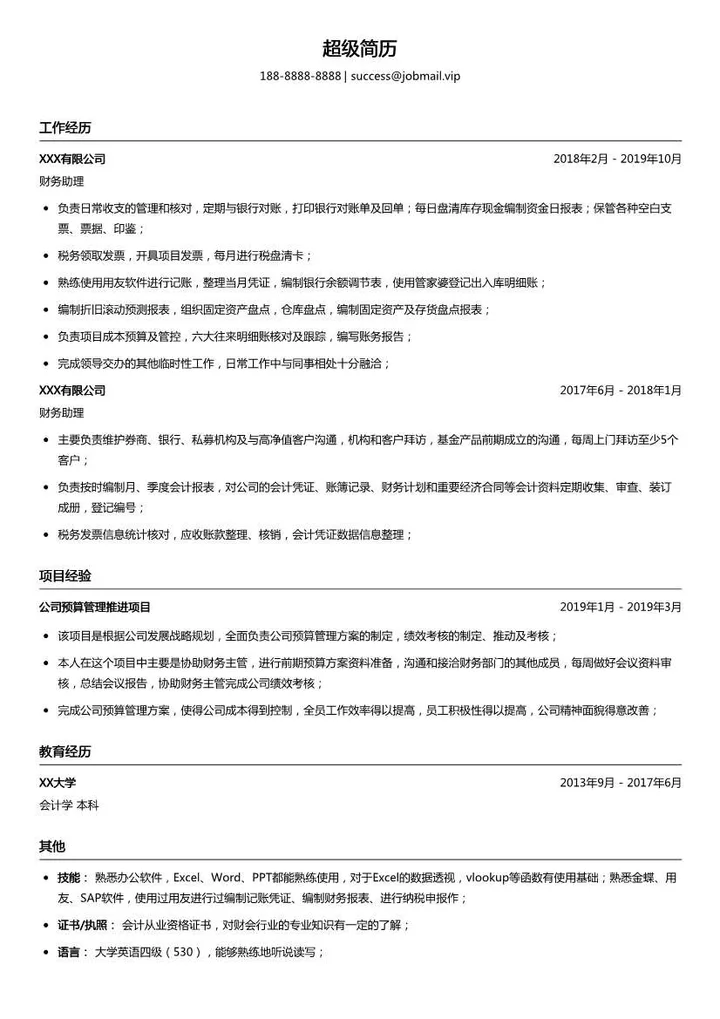 超级简历
188-8888-8888 | success@jobmail.vip
工作经历
XXX有限公司 2018年2月 - 2019年10月
财务助理
• 负责日常收支的管理和核对，定期与银行对账，打印银行对账单及回单；每日盘清库存现金编制资金日报表；保管各种空白支
票、票据、印鉴；
• 税务领取发票，开具项目发票，每月进行税盘清卡；
• 熟练使用用友软件进行记账，整理当月凭证，编制银行余额调节表，使用管家婆登记出入库明细账；
• 编制折旧滚动预测报表，组织固定资产盘点，仓库盘点，编制固定资产及存货盘点报表；
• 负责项目成本预算及管控，六大往来明细账核对及跟踪，编写账务报告；
• 完成领导交办的其他临时性工作，日常工作中与同事相处十分融洽；
XXX有限公司 2017年6月 - 2018年1月
财务助理
• 主要负责维护券商、银行、私募机构及与高净值客户沟通，机构和客户拜访，基金产品前期成立的沟通，每周上门拜访至少5个
客户；
• 负责按时编制月、季度会计报表，对公司的会计凭证、账簿记录、财务计划和重要经济合同等会计资料定期收集、审查、装订
成册，登记编号；
• 税务发票信息统计核对，应收账款整理、核销，会计凭证数据信息整理；
项目经验
公司预算管理推进项目 2019年1月 - 2019年3月
• 该项目是根据公司发展战略规划，全面负责公司预算管理方案的制定，绩效考核的制定、推动及考核；
• 本人在这个项目中主要是协助财务主管，进行前期预算方案资料准备，沟通和接洽财务部门的其他成员，每周做好会议资料审
核，总结会议报告，协助财务主管完成公司绩效考核；
• 完成公司预算管理方案，使得公司成本得到控制，全员工作效率得以提高，员工积极性得以提高，公司精神面貌得意改善；
教育经历
XX大学 2013年9月 - 2017年6月
会计学 本科
其他
• 技能： 熟悉办公软件，Excel、Word、PPT都能熟练使用，对于Excel的数据透视，vlookup等函数有使用基础；熟悉金蝶、用
友、SAP软件，使用过用友进行过编制记账凭证、编制财务报表、进行纳税申报作；
• 证书/执照： 会计从业资格证书，对财会行业的专业知识有一定的了解；
• 语言： 大学英语四级（530），能够熟练地听说读写；